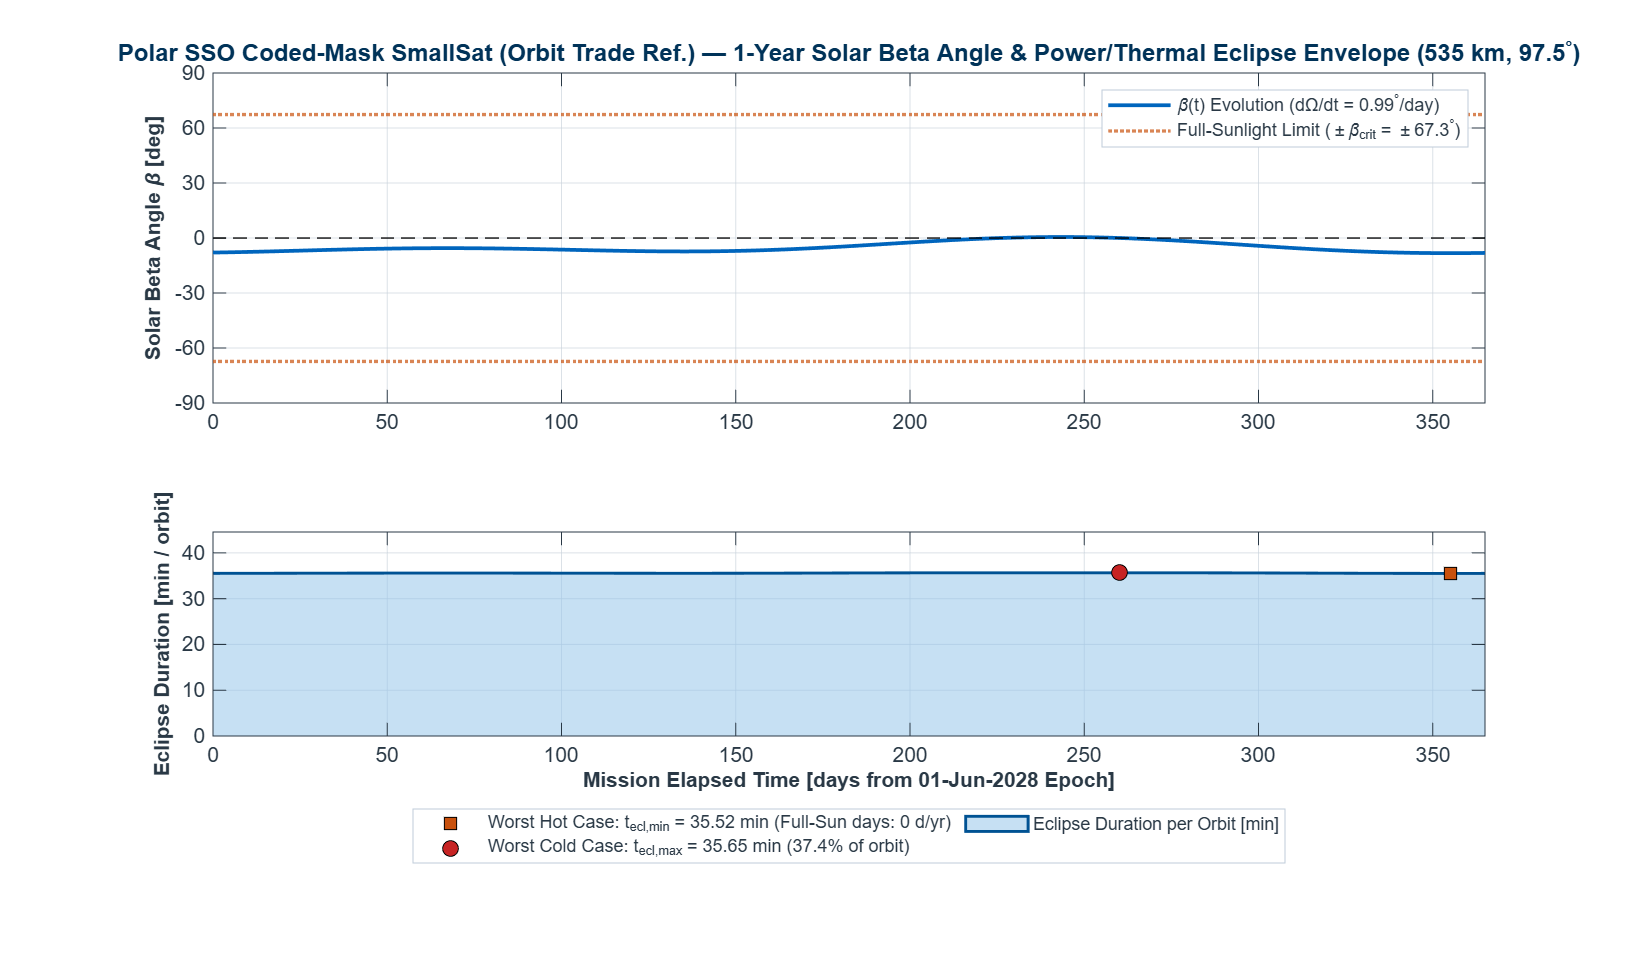 Polar SSO Coded-Mask SmallSat (Orbit Trade Ref.) — 1-Year Solar Beta Angle & Power/Thermal Eclipse Envelope (535 km, 97.5°)
Solar Beta Angle β [deg]
90
60
30
0
-30
-60
-90
β(t) Evolution (dΩ/dt = 0.99°/day)
Full-Sunlight Limit ( ± βcrit = ± 67.3°)
0 50 100 150 200 250 300 350
Eclipse Duration [min / orbit]
40
30
20
10
0
0 50 100 150 200 250 300 350
Mission Elapsed Time [days from 01-Jun-2028 Epoch]
Worst Hot Case: tecl,min = 35.52 min (Full-Sun days: 0 d/yr)
Eclipse Duration per Orbit [min]
Worst Cold Case: tecl,max = 35.65 min (37.4% of orbit)